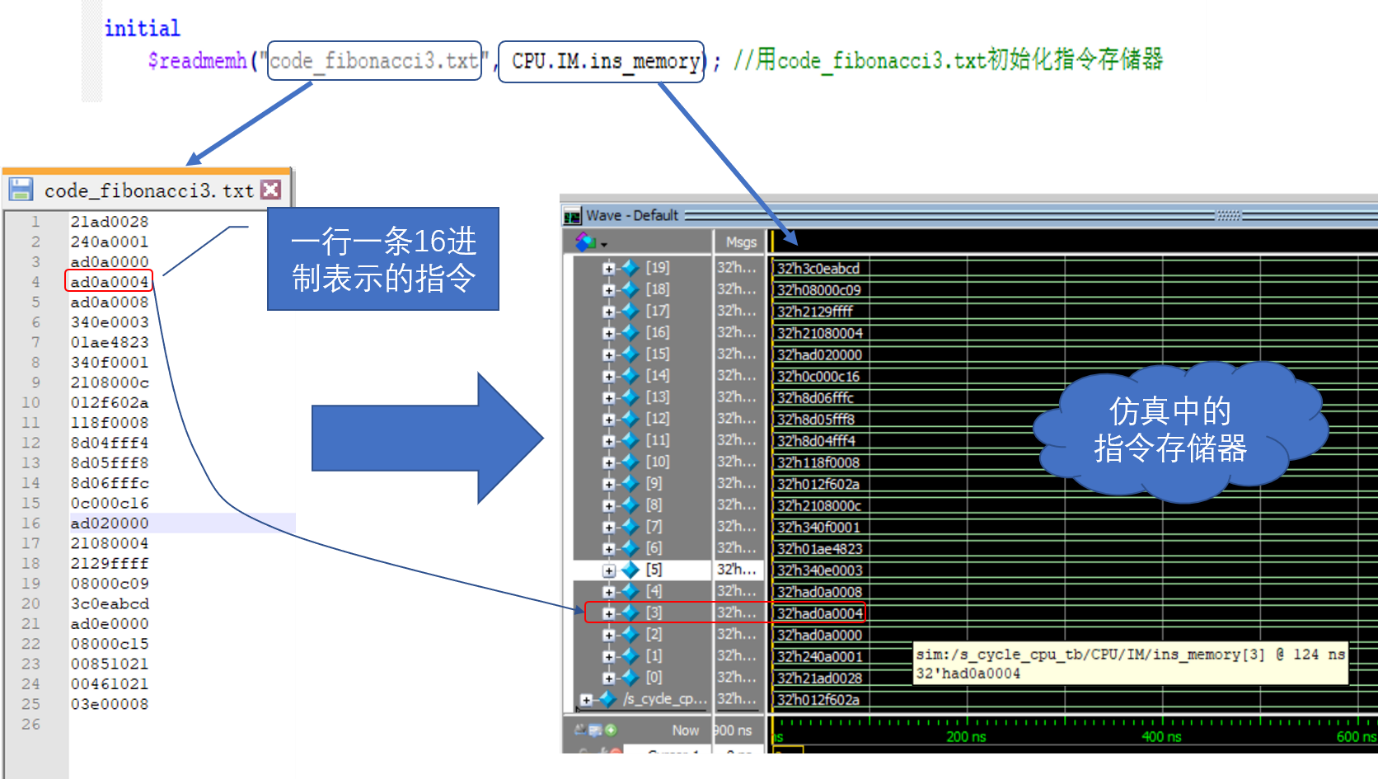 initial
$readmemh("code_fibonacci3.txt", CPU.IM.ins_memory); //用code_fibonacci3.txt初始化指令存储器
code_fibonacci3.txt
1 21ad0028
2 240a0001
3 ad0a0000
4 ad0a0004
5 ad0a0008
6 340e0003
7 01ae4823
8 340f0001
9 2108000c
10 012f602a
11 118f0008
12 8d04fff4
13 8d05fff8
14 8d06fffc
15 0c000c16
16 ad020000
17 21080004
18 2129ffff
19 08000c09
20 3c0eabcd
21 ad0e0000
22 08000c15
23 00851021
24 00461021
25 03e00008
26
一行一条16进
制表示的指令
Wave - Default
Msgs
[19] 32'h... 32'h3c0eabcd
[18] 32'h... 32'h08000c09
[17] 32'h... 32'h2129ffff
[16] 32'h... 32'h21080004
[15] 32'h... 32'had020000
[14] 32'h... 32'h0c000c16
[13] 32'h... 32'h8d06fffc
[12] 32'h... 32'h8d05fff8
[11] 32'h... 32'h8d04fff4
[10] 32'h... 32'h118f0008
[9] 32'h... 32'h012f602a
[8] 32'h... 32'h2108000c
[7] 32'h... 32'h340f0001
[6] 32'h... 32'h01ae4823
[5] 32'h... 32'h340e0003
[4] 32'h... 32'had0a0008
[3] 32'h... 32'had0a0004
[2] 32'h... 32'had0a0000
[1] 32'h... 32'h240a0001
[0] 32'h... 32'h21ad0028
/s_cycle_cp... 32'h... 32'h012f602a
仿真中的
指令存储器
sim:/s_cycle_cpu_tb/CPU/IM/ins_memory[3] @ 124 ns
32'had0a0004
Now 900 ns
200 ns 400 ns 600 ns